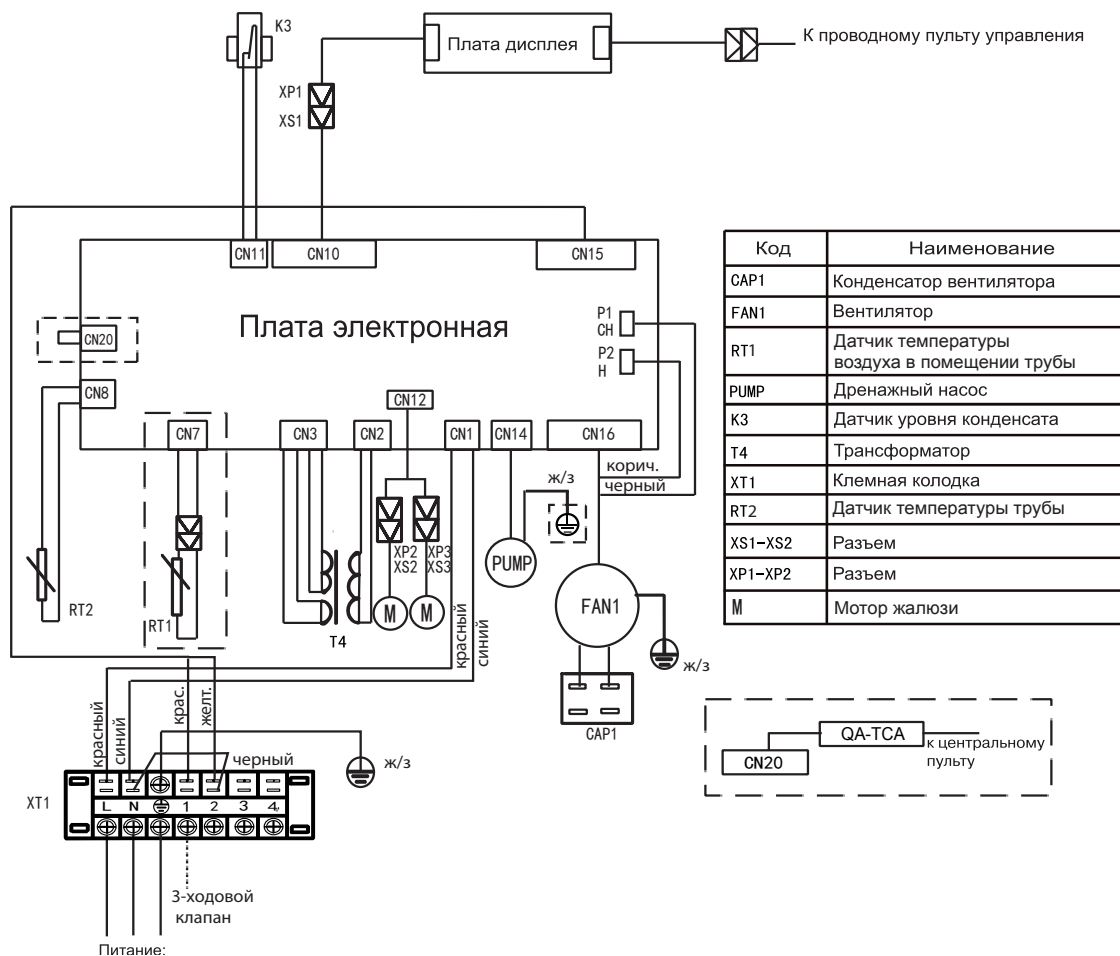 K3
Плата дисплея
К проводному пульту управления
XP1
XS1
CN11
CN10
CN15
Плата электронная
P1
CH
P2
H
CN20
CN8
CN12
CN7
CN3
CN2
CN1
CN14
CN16
корич.
черный
ж/з
XP2
XS2
XP3
XS3
PUMP
M
M
FAN1
RT2
RT1
T4
красный
синий
ж/з
CAP1
красный
синий
крас.
желт.
черный
ж/з
XT1
L N 1 2 3 4
3-ходовой
клапан
Питание:
Код Наименование
CAP1 Конденсатор вентилятора
FAN1 Вентилятор
RT1 Датчик температуры
воздуха в помещении трубы
PUMP Дренажный насос
K3 Датчик уровня конденсата
T4 Трансформатор
XT1 Клемная колодка
RT2 Датчик температуры трубы
XS1-XS2 Разъем
XP1-XP2 Разъем
M Мотор жалюзи
QA-TCA
CN20
к центральному
пульту